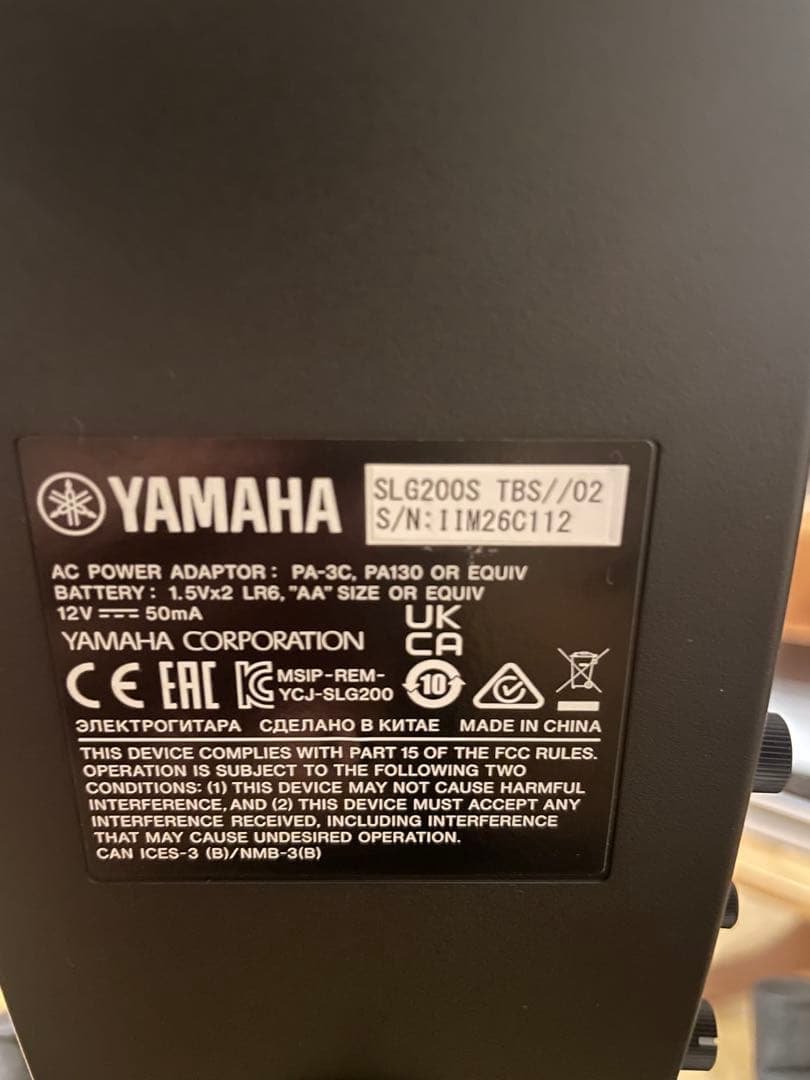 YAMAHA
SLG200S TBS//02
S/N:IIM26C112
AC POWER ADAPTOR : PA-3C, PA130 OR EQUIV
BATTERY : 1.5Vx2 LR6, "AA" SIZE OR EQUIV
12V 50mA
UK
CA
YAMAHA CORPORATION
CE EAC KC MSIP-REM-
YCJ-SLG200
10
ЭЛЕКТРОГИТАРА СДЕЛАНО В КИТАЕ MADE IN CHINA
THIS DEVICE COMPLIES WITH PART 15 OF THE FCC RULES.
OPERATION IS SUBJECT TO THE FOLLOWING TWO
CONDITIONS: (1) THIS DEVICE MAY NOT CAUSE HARMFUL
INTERFERENCE, AND (2) THIS DEVICE MUST ACCEPT ANY
INTERFERENCE RECEIVED, INCLUDING INTERFERENCE
THAT MAY CAUSE UNDESIRED OPERATION.
CAN ICES-3 (B)/NMB-3(B)